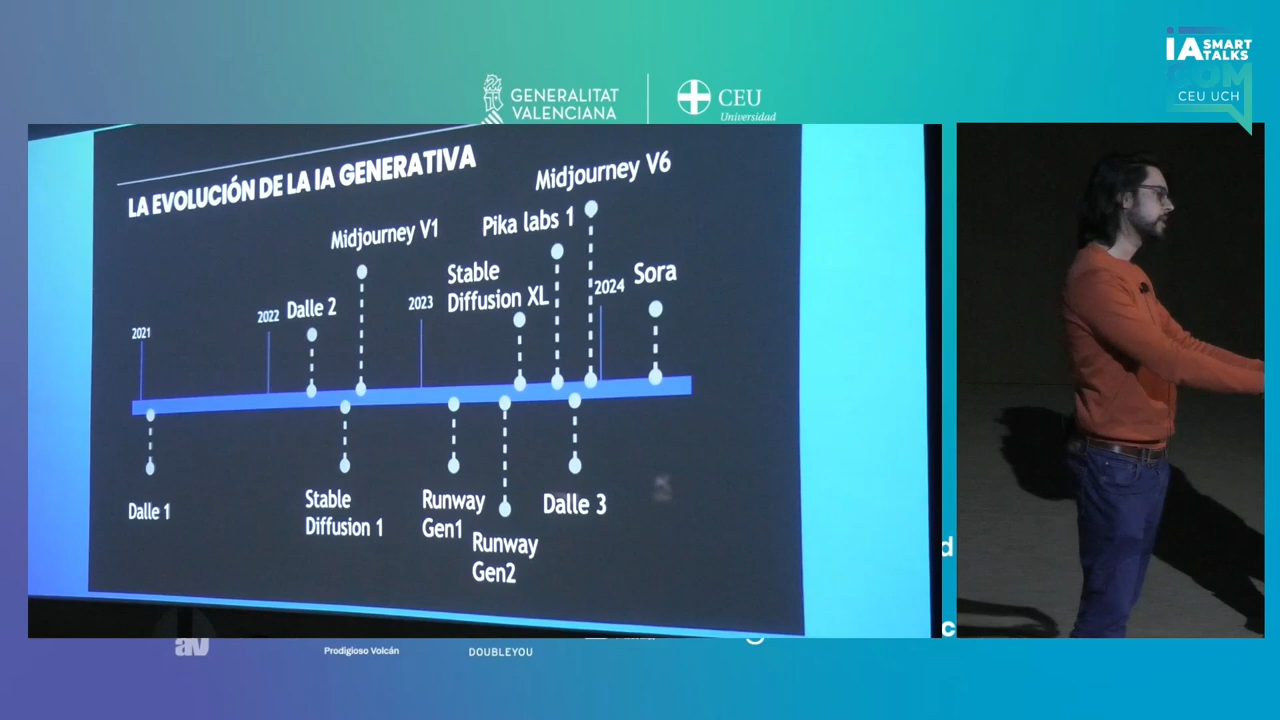 IA SMART
TALKS
COM
CEU UCH
GENERALITAT
VALENCIANA
CEU
Universidad
LA EVOLUCIÓN DE LA IA GENERATIVA
Midjourney V6
Pika labs 1
Midjourney V1
Stable
Diffusion XL
2024
Sora
2023
2022
Dalle 2
2021
Dalle 1
Stable
Diffusion 1
Runway
Gen1
Runway
Gen2
Dalle 3
d
c
av
Prodigioso Volcán
DOUBLEYOU